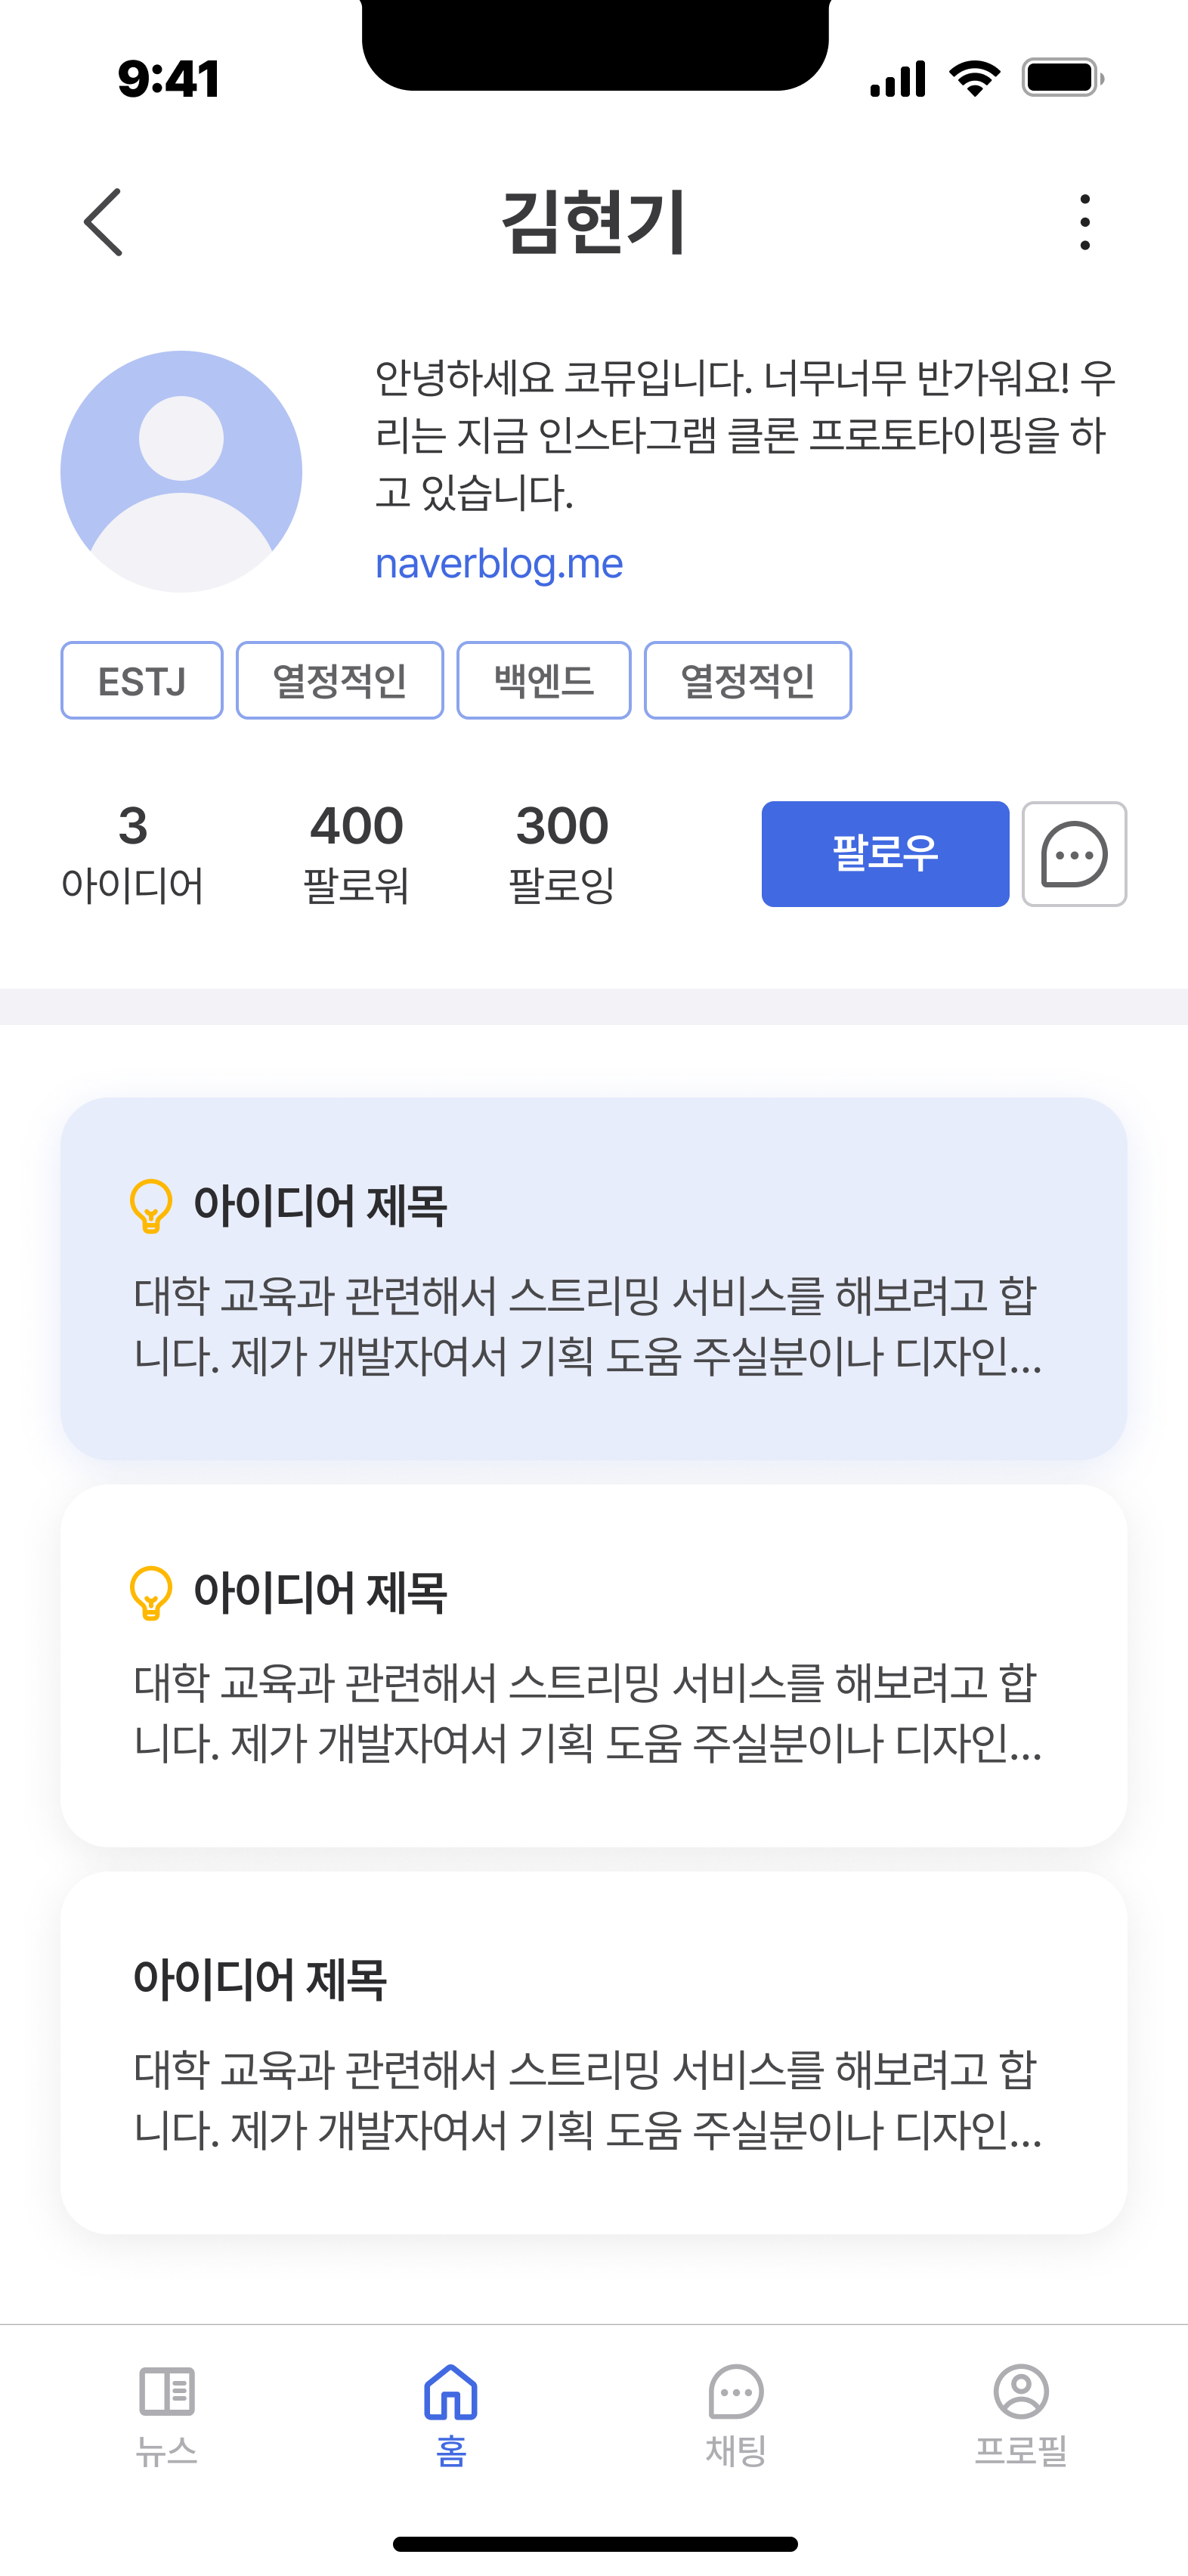 9:41
김현기
안녕하세요 코뮤입니다. 너무너무 반가워요! 우
리는 지금 인스타그램 클론 프로토타이핑을 하
고 있습니다.
naverblog.me
ESTJ 열정적인 백엔드 열정적인
3 400 300
아이디어 팔로워 팔로잉
팔로우
아이디어 제목
대학 교육과 관련해서 스트리밍 서비스를 해보려고 합
니다. 제가 개발자여서 기획 도움 주실분이나 디자인...
아이디어 제목
대학 교육과 관련해서 스트리밍 서비스를 해보려고 합
니다. 제가 개발자여서 기획 도움 주실분이나 디자인...
아이디어 제목
대학 교육과 관련해서 스트리밍 서비스를 해보려고 합
니다. 제가 개발자여서 기획 도움 주실분이나 디자인...
뉴스 홈 채팅 프로필